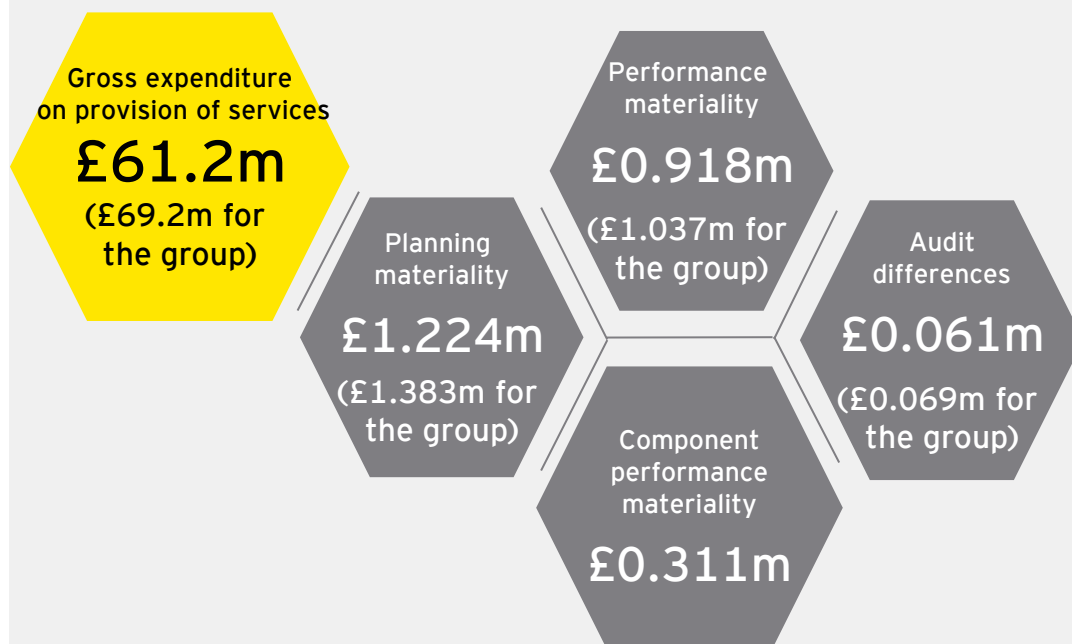 Gross expenditure
on provision of services
£61.2m
(£69.2m for
the group)
Planning
materiality
£1.224m
(£1.383m for
the group)
Performance
materiality
£0.918m
(£1.037m for
the group)
Component
performance
materiality
£0.311m
Audit
differences
£0.061m
(£0.069m for
the group)